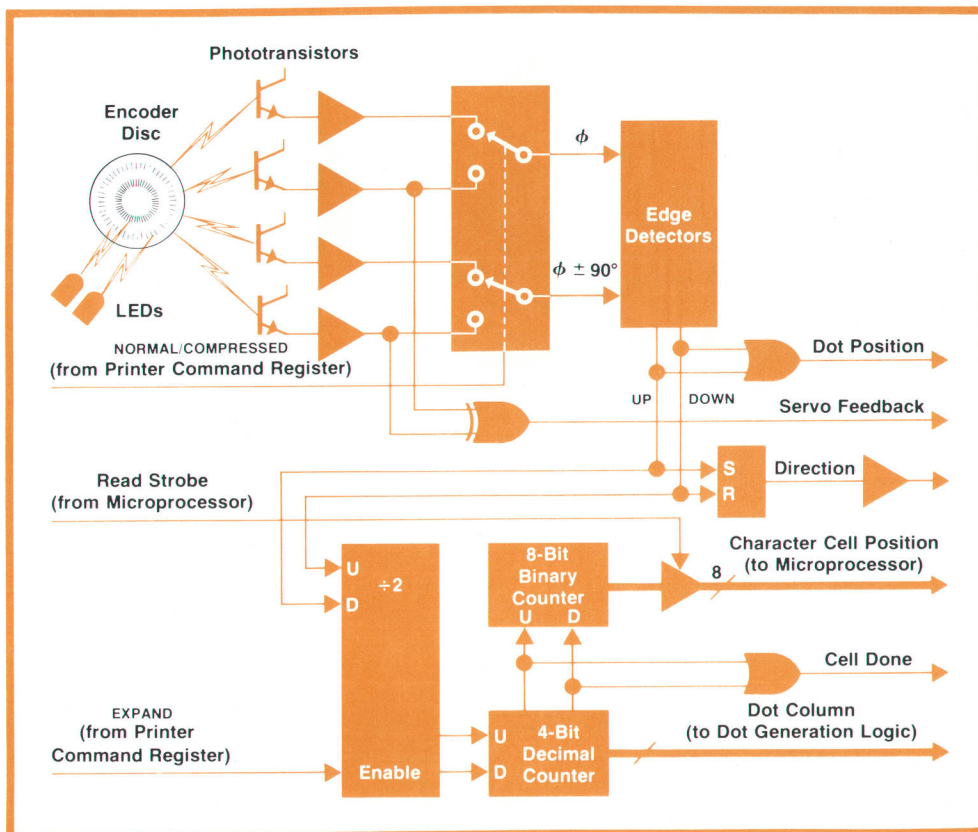 Phototransistors
Encoder
Disc
LEDs
NORMAL/COMPRESSED
(from Printer Command Register)
ϕ
ϕ ± 90°
Edge
Detectors
Dot Position
UP
DOWN
Servo Feedback
Read Strobe
(from Microprocessor)
S
R
Direction
Character Cell Position
(to Microprocessor)
8
U
D
÷2
8-Bit
Binary
Counter
U D
Cell Done
EXPAND
(from Printer
Command Register)
Enable
U
D
4-Bit
Decimal
Counter
Dot Column
(to Dot Generation Logic)